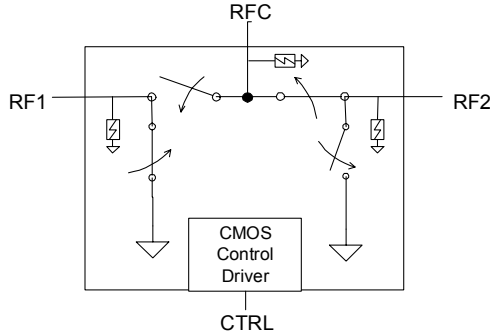 RFC
RF1
RF2
CMOS
Control
Driver
CTRL